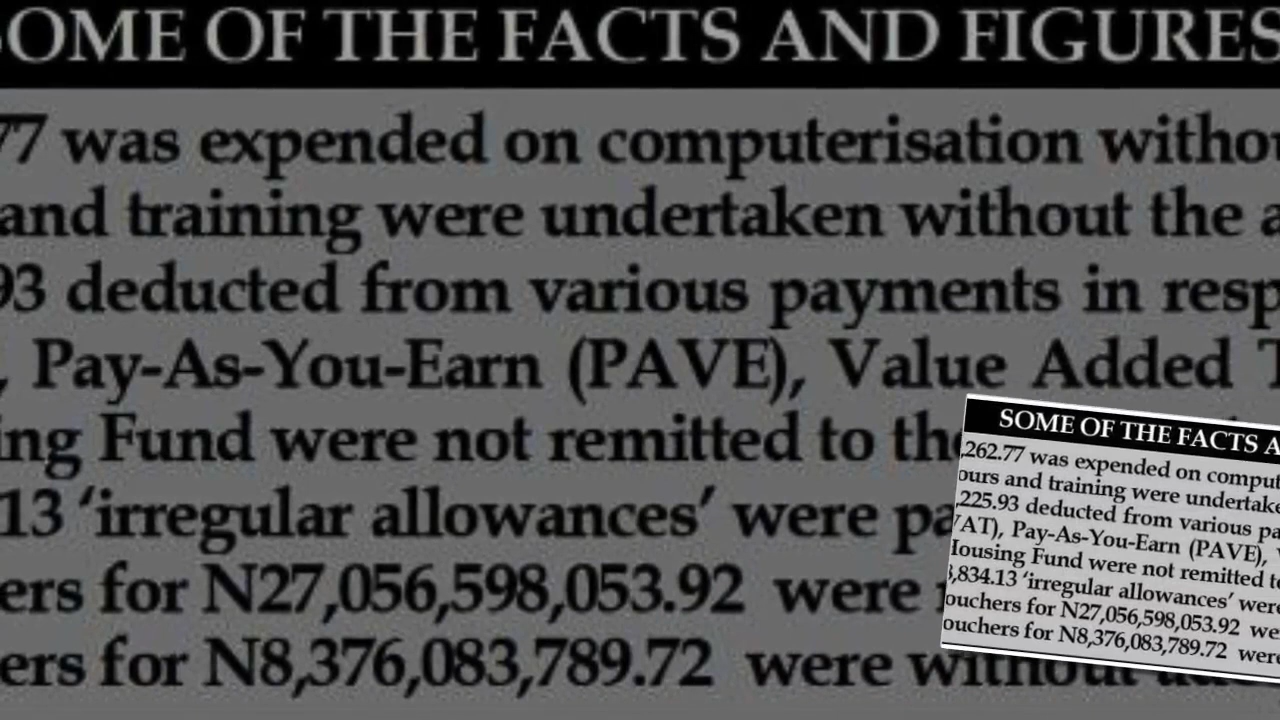 SOME OF THE FACTS AND FIGURES
77 was expended on computerisation
and training were undertaken without the a
93 deducted from various payments in resp
, Pay-As-You-Earn (PAVE), Value Added T
ing Fund were not remitted to the
13 ‘irregular allowances’ were pa
ers for N27,056,598,053.92 were
ers for N8,376,083,789.72 were without
SOME OF THE FACTS A
,262.77 was expended on comput
ours and training were undertake
225.93 deducted from various pa
VAT), Pay-As-You-Earn (PAVE), V
Housing Fund were not remitted to
3,834.13 ‘irregular allowances’ were
ouchers for N27,056,598,053.92 we
ouchers for N8,376,083,789.72 were